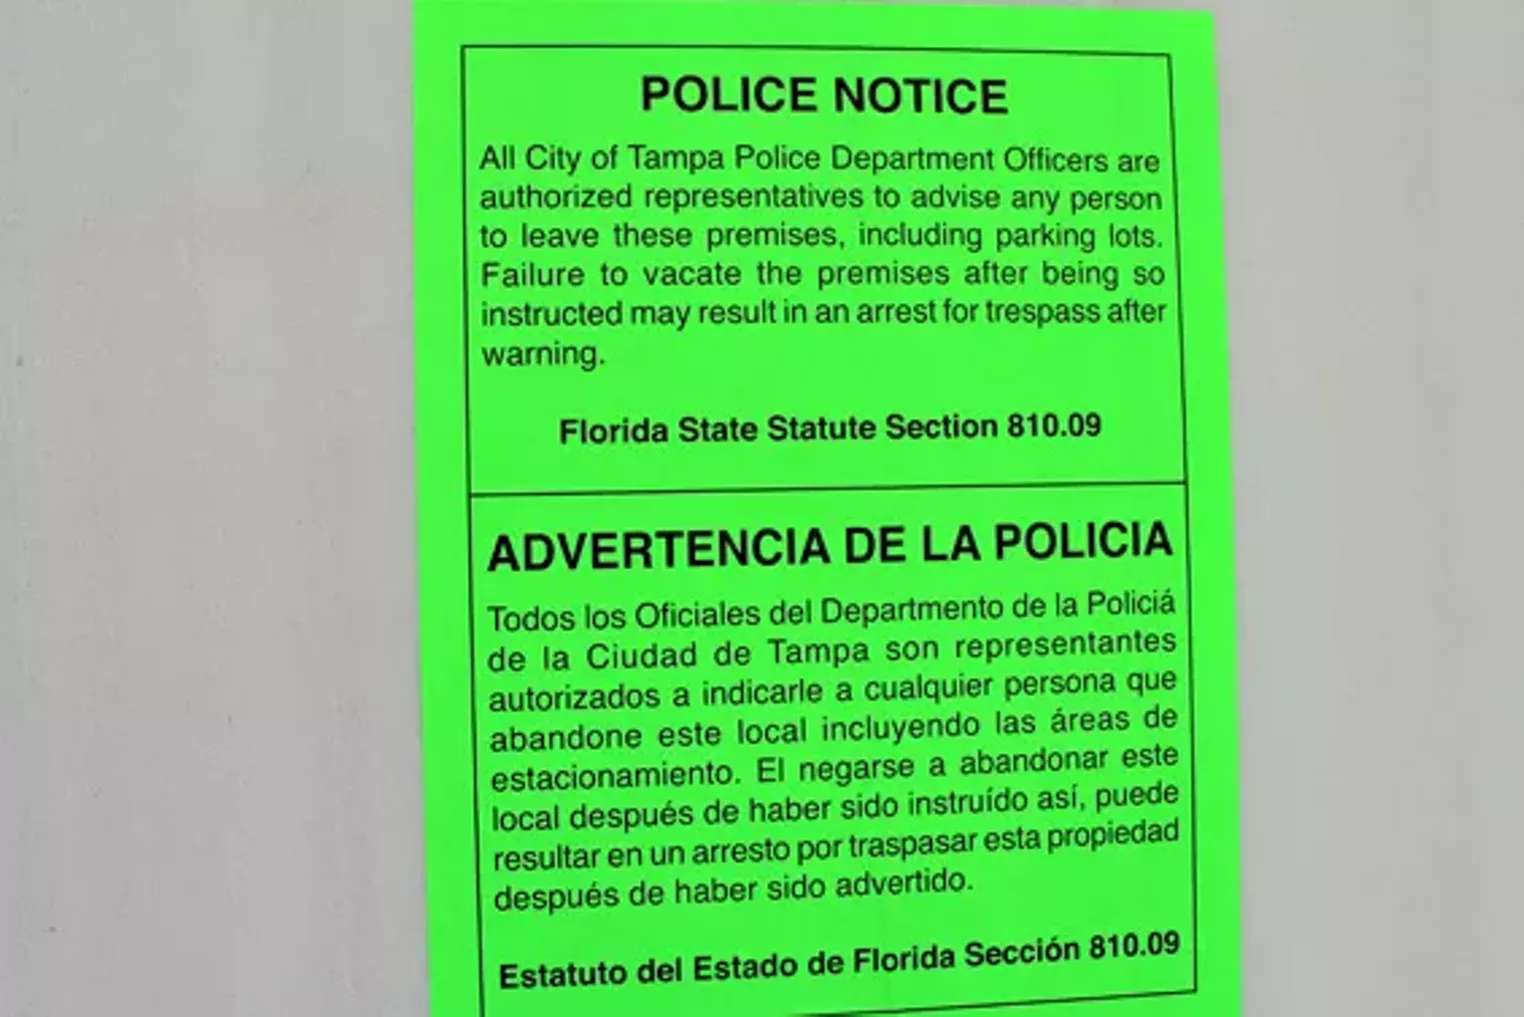 POLICE NOTICE
All City of Tampa Police Department Officers are
authorized representatives to advise any person
to leave these premises, including parking lots.
Failure to vacate the premises after being so
instructed may result in an arrest for trespass after
warning.
Florida State Statute Section 810.09
ADVERTENCIA DE LA POLICIA
Todos los Oficiales del Departmento de la Policiá
de la Ciudad de Tampa son representantes
autorizados a indicarle a cualquier persona que
abandone este local incluyendo las áreas de
estacionamiento. El negarse a abandonar este
local después de haber sido instruído así, puede
resultar en un arresto por traspasar esta propiedad
después de haber sido advertido.
Estatuto del Estado de Florida Sección 810.09